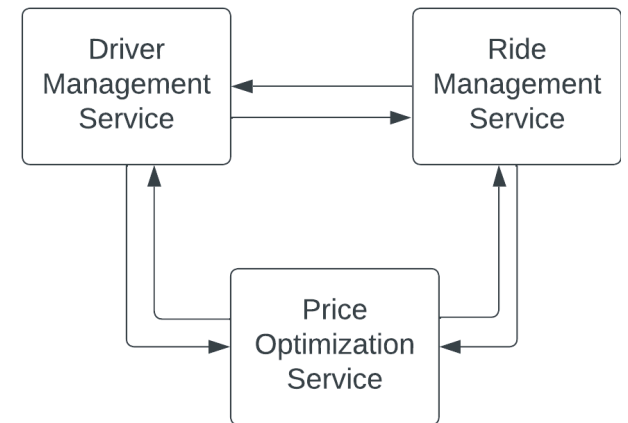 Driver
Management
Service
Ride
Management
Service
Price
Optimization
Service